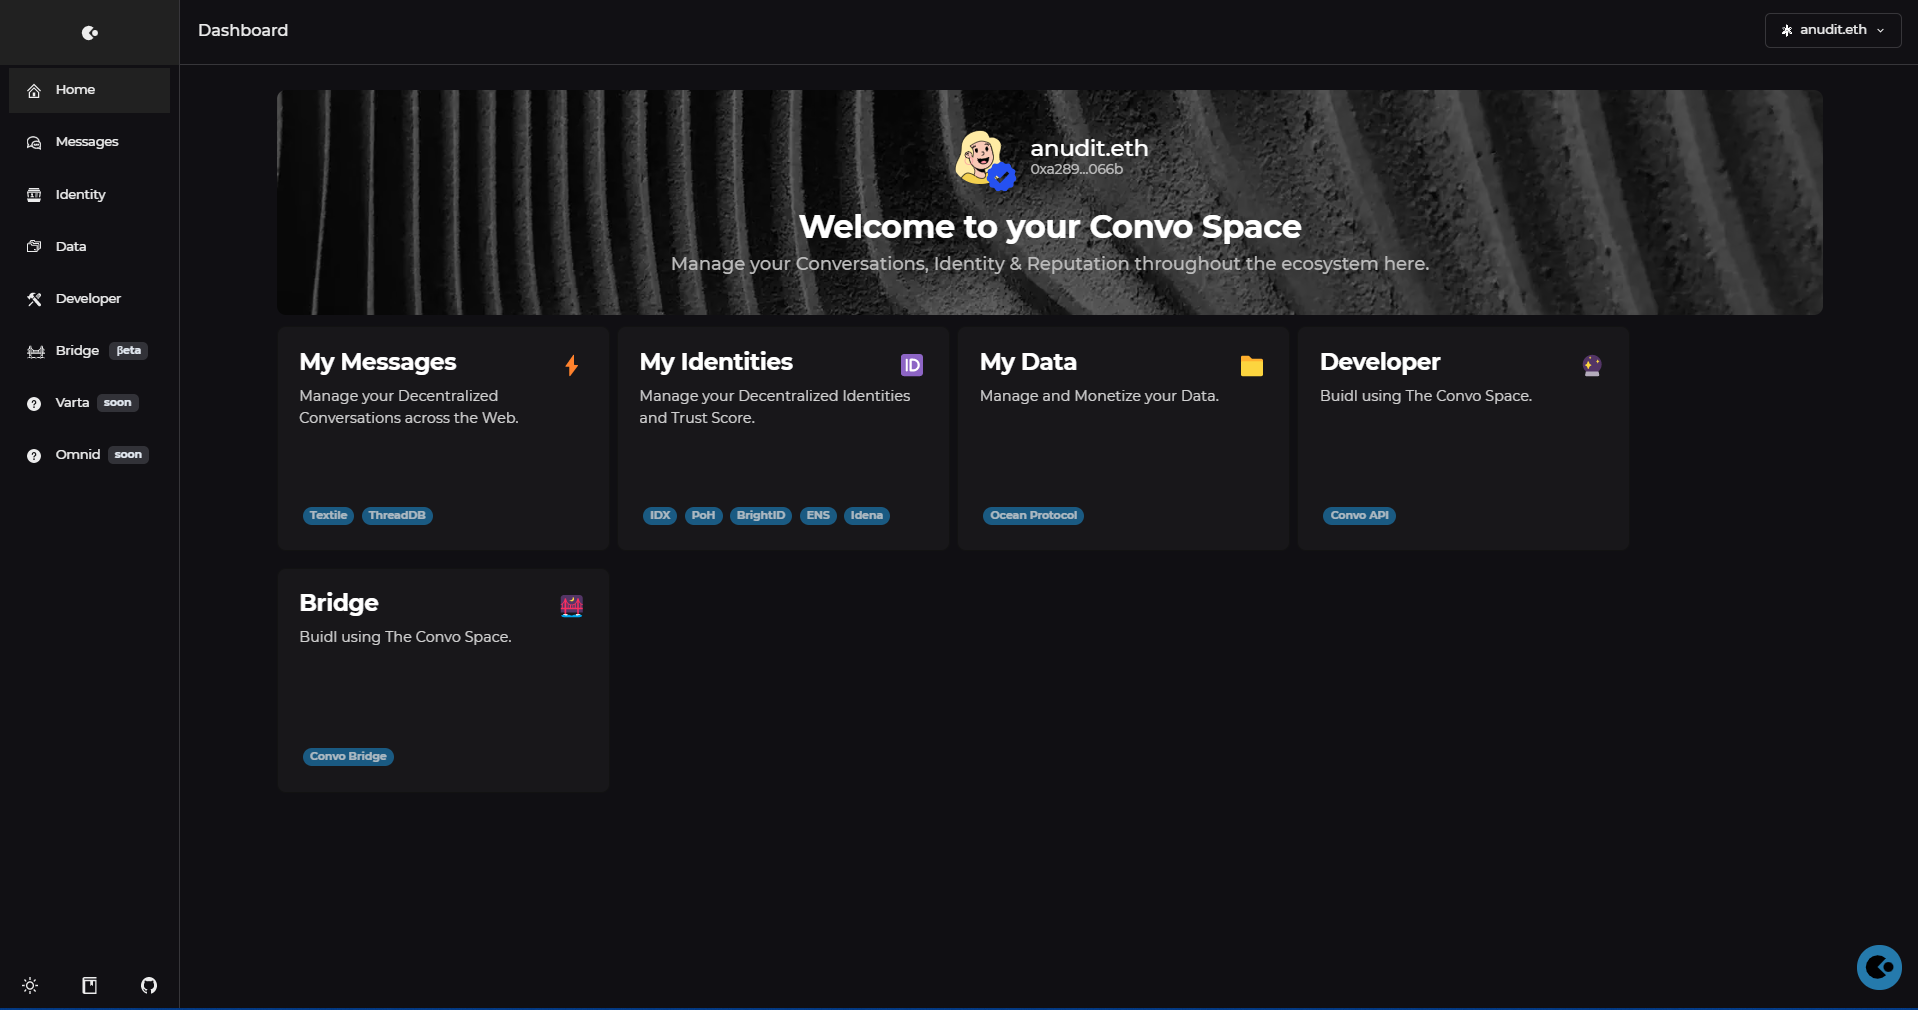 Dashboard
anudit.eth
Home
Messages
Identity
Data
Developer
Bridge βeta
Varta soon
Omnid soon
anudit.eth
0xa289...066b
Welcome to your Convo Space
Manage your Conversations, Identity & Reputation throughout the ecosystem here.
My Messages
Manage your Decentralized
Conversations across the Web.
Textile ThreadDB
My Identities
ID
Manage your Decentralized Identities
and Trust Score.
IDX PoH BrightID ENS Idena
My Data
Manage and Monetize your Data.
Ocean Protocol
Developer
Buidl using The Convo Space.
Convo API
Bridge
Buidl using The Convo Space.
Convo Bridge